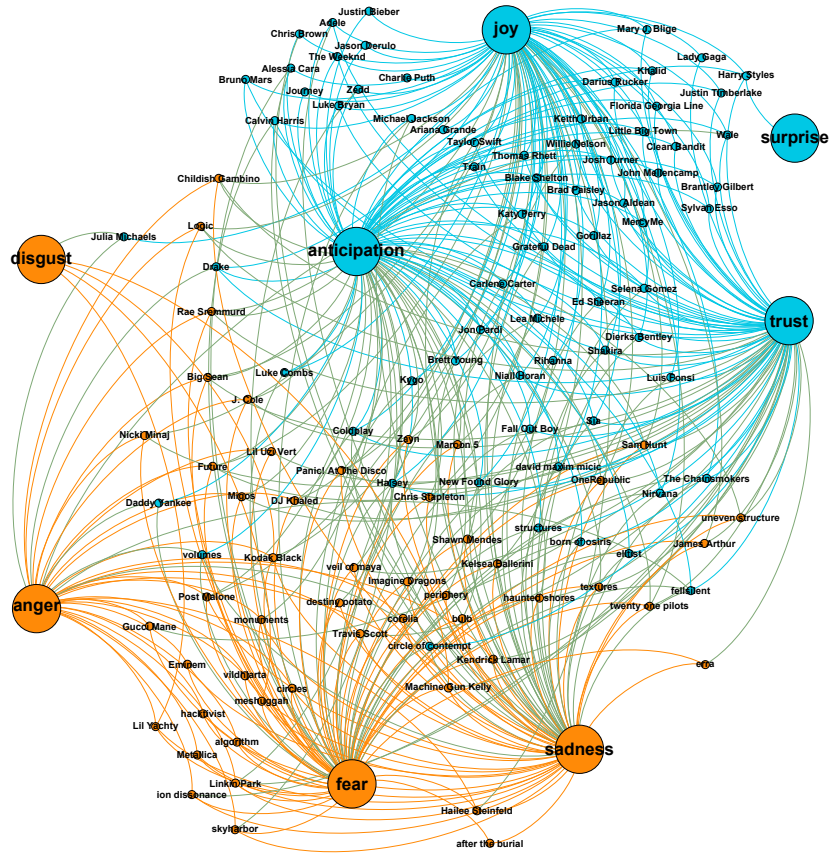 Justin Bieber
Adele
joy
Chris Brown
Mary J. Blige
Jason Derulo
The Weeknd
Lady Gaga
Alessia Cara
Khalid
Bruno Mars
Charlie Puth
Harry Styles
Darius Rucker
Journey
Zedd
Justin Timberlake
Luke Bryan
Florida Georgia Line
Calvin Harris
Michael Jackson
Keith Urban
Ariana Grande
Little Big Town
Wale
surprise
Taylor Swift
Willie Nelson
Clean Bandit
Thomas Rhett
Train
Josh Turner
John Mellencamp
Childish Gambino
Blake Shelton
Brad Paisley
Brantley Gilbert
Jason Aldean
Sylvan Esso
Katy Perry
MercyMe
Logic
Julia Michaels
Gorillaz
anticipation
Grateful Dead
disgust
Drake
Carlene Carter
Selena Gomez
Ed Sheeran
Rae Sremmurd
Lea Michele
trust
Jon Pardi
Dierks Bentley
Shakira
Brett Young
Rihanna
Big Sean
Luke Combs
Kygo
Niall Horan
Luis Fonsi
J. Cole
Nicki Minaj
Coldplay
Fall Out Boy
Sia
Zayn
Maroon 5
Sam Hunt
Lil Uzi Vert
Future
Panic! At The Disco
david maxim micic
Halsey
New Found Glory
OneRepublic
The Chainsmokers
Migos
DJ Khaled
Chris Stapleton
Nirvana
Daddy Yankee
uneven structure
structures
Shawn Mendes
born of osiris
James Arthur
volumes
Kodak Black
elitist
veil of maya
Kelsea Ballerini
Imagine Dragons
textures
fellsilent
anger
Post Malone
destiny potato
periphery
haunted shores
twenty one pilots
monuments
corelia
bulb
Gucci Mane
Travis Scott
circle of contempt
Kendrick Lamar
Eminem
erra
vildhjarta
circles
Machine Gun Kelly
meshuggah
hacktivist
Lil Yachty
algorithm
sadness
Metallica
fear
Linkin Park
ion dissonance
Hailee Steinfeld
skyharbor
after the burial